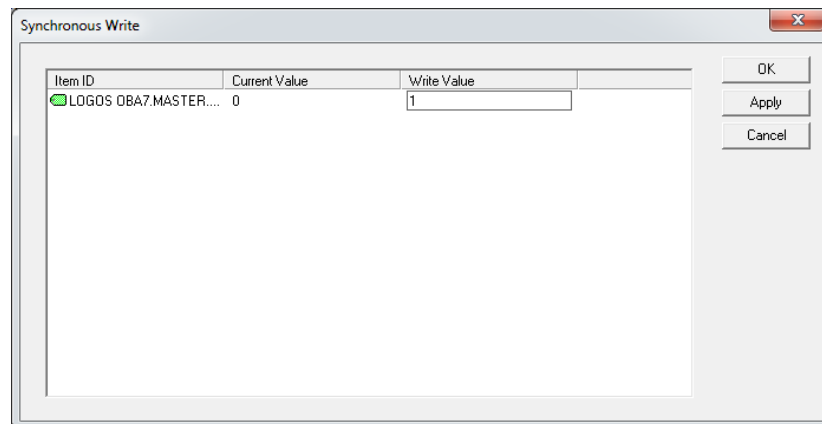 Synchronous Write
Item ID Current Value Write Value
LOGOS OBA7.MASTER.... 0 1
OK
Apply
Cancel